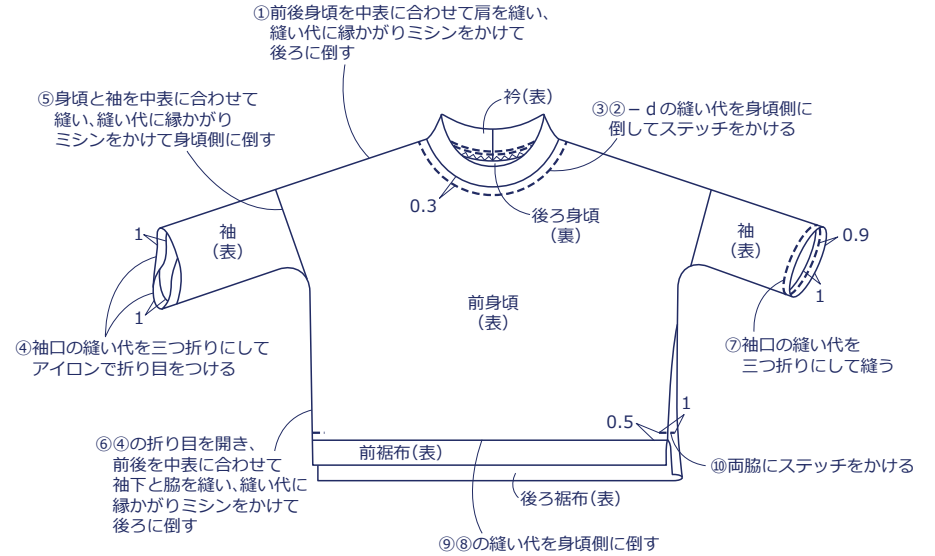 ①前後身頃を中表に合わせて肩を縫い、
縫い代に縁かがりミシンをかけて
後ろに倒す
⑤身頃と袖を中表に合わせて
縫い、縫い代に縁かがり
ミシンをかけて身頃側に倒す
衿（表）
③②－ｄの縫い代を身頃側に
倒してステッチをかける
0.3
後ろ身頃
（裏）
1
袖
（表）
袖
（表）
0.9
1
1
前身頃
（表）
④袖口の縫い代を三つ折りにして
アイロンで折り目をつける
⑦袖口の縫い代を
三つ折りにして縫う
1
0.5
⑥④の折り目を開き、
前後を中表に合わせて
袖下と脇を縫い、縫い代に
縁かがりミシンをかけて
後ろに倒す
前裾布（表）
⑩両脇にステッチをかける
後ろ裾布（表）
⑨⑧の縫い代を身頃側に倒す